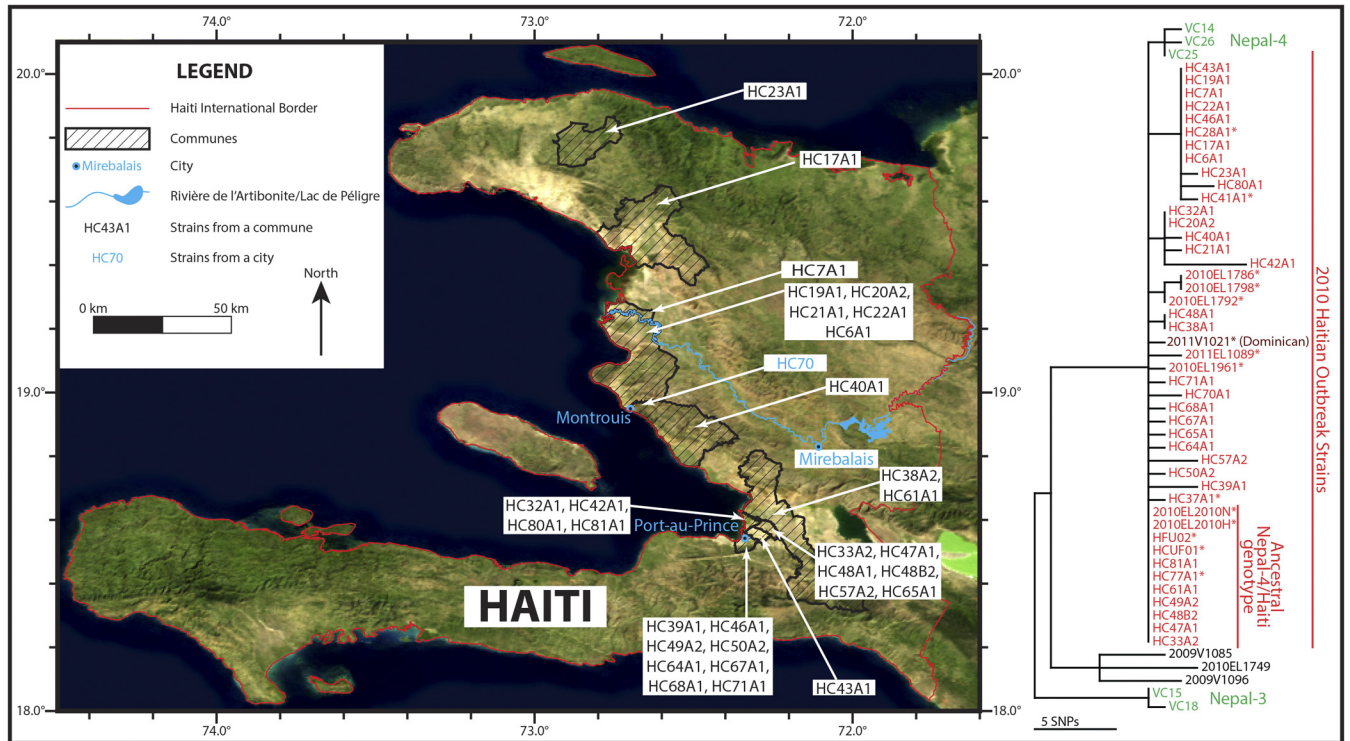 74.0°
73.0°
72.0°
20.0°
20.0°
LEGEND
Haiti International Border
Communes
Mirebalais
City
Rivière de l'Artibonite/Lac de Péligre
HC43A1
Strains from a commune
HC70
Strains from a city
North
0 km
50 km
HC23A1
HC17A1
HC7A1
HC19A1, HC20A2,
HC21A1, HC22A1
HC6A1
HC70
19.0°
19.0°
HC40A1
Montrouis
Mirebalais
HC38A2,
HC61A1
HC32A1, HC42A1,
HC80A1, HC81A1
Port-au-Prince
HC33A2, HC47A1,
HC48A1, HC48B2,
HC57A2, HC65A1
HAITI
HC39A1, HC46A1,
HC49A2, HC50A2,
HC64A1, HC67A1,
HC68A1, HC71A1
HC43A1
18.0°
18.0°
74.0°
73.0°
72.0°
VC14
VC26
VC25
Nepal-4
HC43A1
HC19A1
HC7A1
HC22A1
HC46A1
HC28A1*
HC17A1
HC6A1
HC23A1
HC80A1
HC41A1*
HC32A1
HC20A2
HC40A1
HC21A1
HC42A1
2010EL1786*
2010EL1798*
2010EL1792*
HC48A1
HC38A1
2011V1021* (Dominican)
2011EL1089*
2010EL1961*
HC71A1
HC70A1
HC68A1
HC67A1
HC65A1
HC64A1
HC57A2
HC50A2
HC39A1
HC37A1*
2010EL2010N*
2010EL2010H*
HFU02*
HCUF01*
HC81A1
HC77A1*
HC61A1
HC49A2
HC48B2
HC47A1
HC33A2
Ancestral
Nepal-4/Haiti
genotype
2010 Haitian Outbreak Strains
2009V1085
2010EL1749
2009V1096
VC15
VC18
Nepal-3
5 SNPs